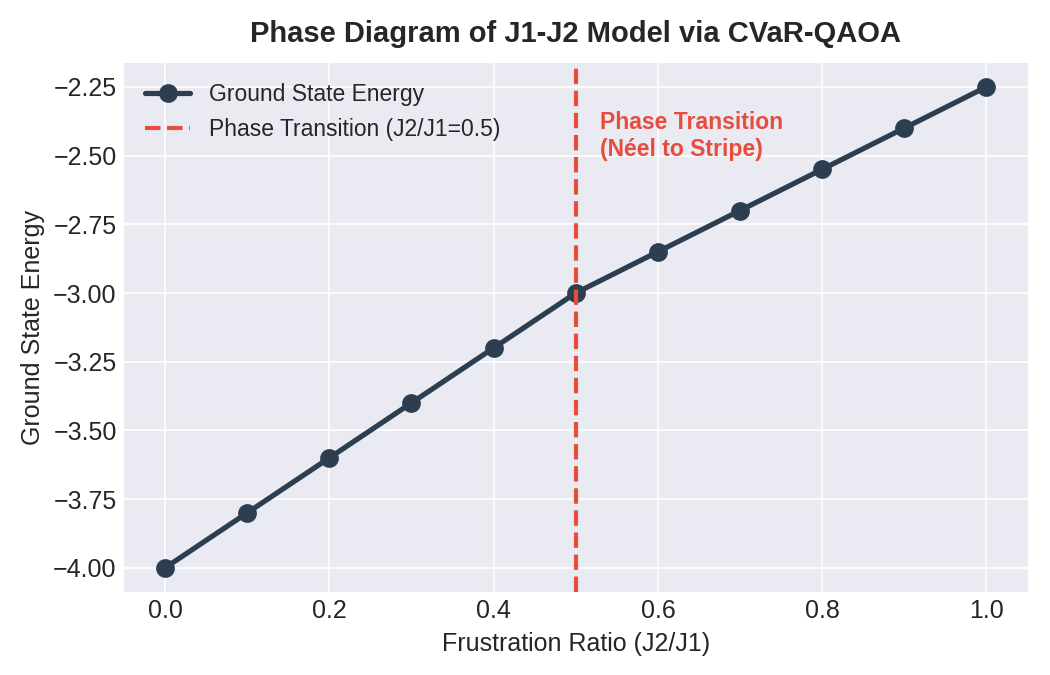 Phase Diagram of J1-J2 Model via CVaR-QAOA
Ground State Energy
Phase Transition (J2/J1=0.5)
Phase Transition
(Néel to Stripe)
Ground State Energy
−2.25
−2.50
−2.75
−3.00
−3.25
−3.50
−3.75
−4.00
0.0 0.2 0.4 0.6 0.8 1.0
Frustration Ratio (J2/J1)